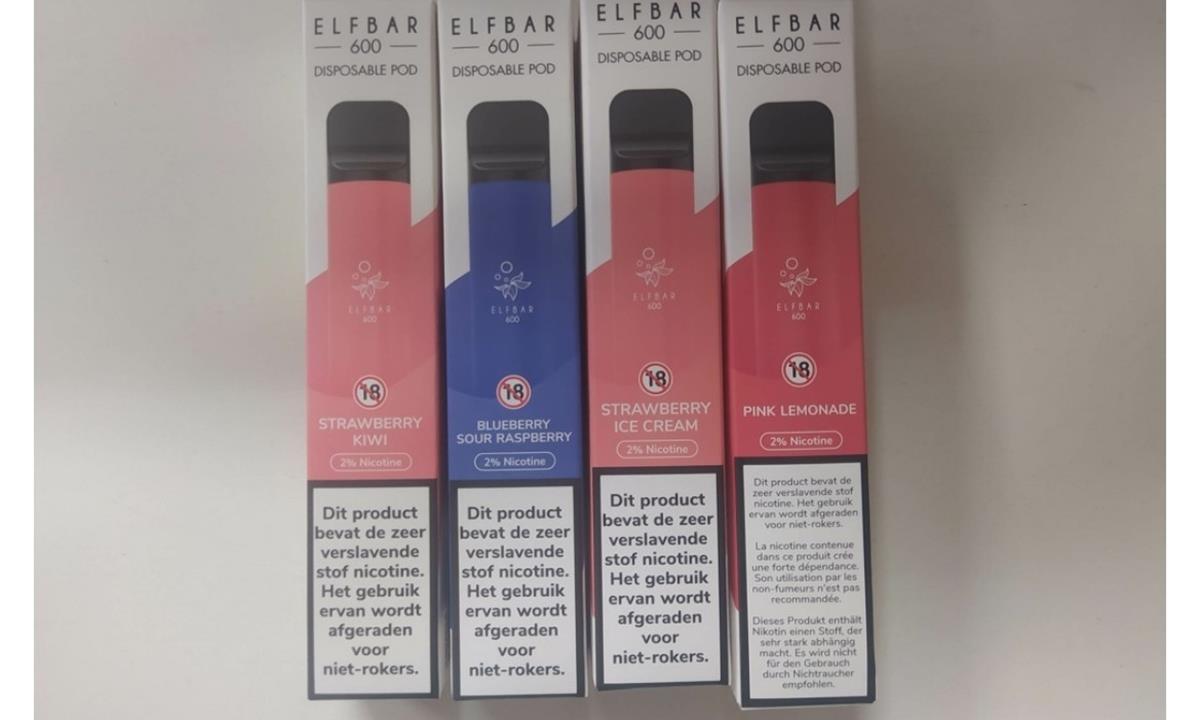 ELFBAR
600
DISPOSABLE POD
ELFBAR
600
18
STRAWBERRY
KIWI
2% Nicotine
Dit product
bevat de zeer
verslavende
stof nicotine.
Het gebruik
ervan wordt
afgeraden
voor
niet-rokers.
ELFBAR
600
DISPOSABLE POD
ELFBAR
600
18
BLUEBERRY
SOUR RASPBERRY
2% Nicotine
Dit product
bevat de zeer
verslavende
stof nicotine.
Het gebruik
ervan wordt
afgeraden
voor
niet-rokers.
ELFBAR
600
DISPOSABLE POD
ELFBAR
600
18
STRAWBERRY
ICE CREAM
2% Nicotine
Dit product
bevat de zeer
verslavende
stof nicotine.
Het gebruik
ervan wordt
afgeraden
voor
niet-rokers.
ELFBAR
600
DISPOSABLE POD
ELFBAR
600
18
PINK LEMONADE
2% Nicotine
Dit product bevat de
zeer verslavende stof
nicotine. Het gebruik
ervan wordt afgeraden
voor niet-rokers.
La nicotine contenue
dans ce produit crée
une forte dépendance.
Son utilisation par les
non-fumeurs n'est pas
recommandée.
Dieses Produkt enthält
Nikotin einen Stoff, der
sehr stark abhängig
macht. Es wird nicht
für den Gebrauch
durch Nichtraucher
empfohlen.